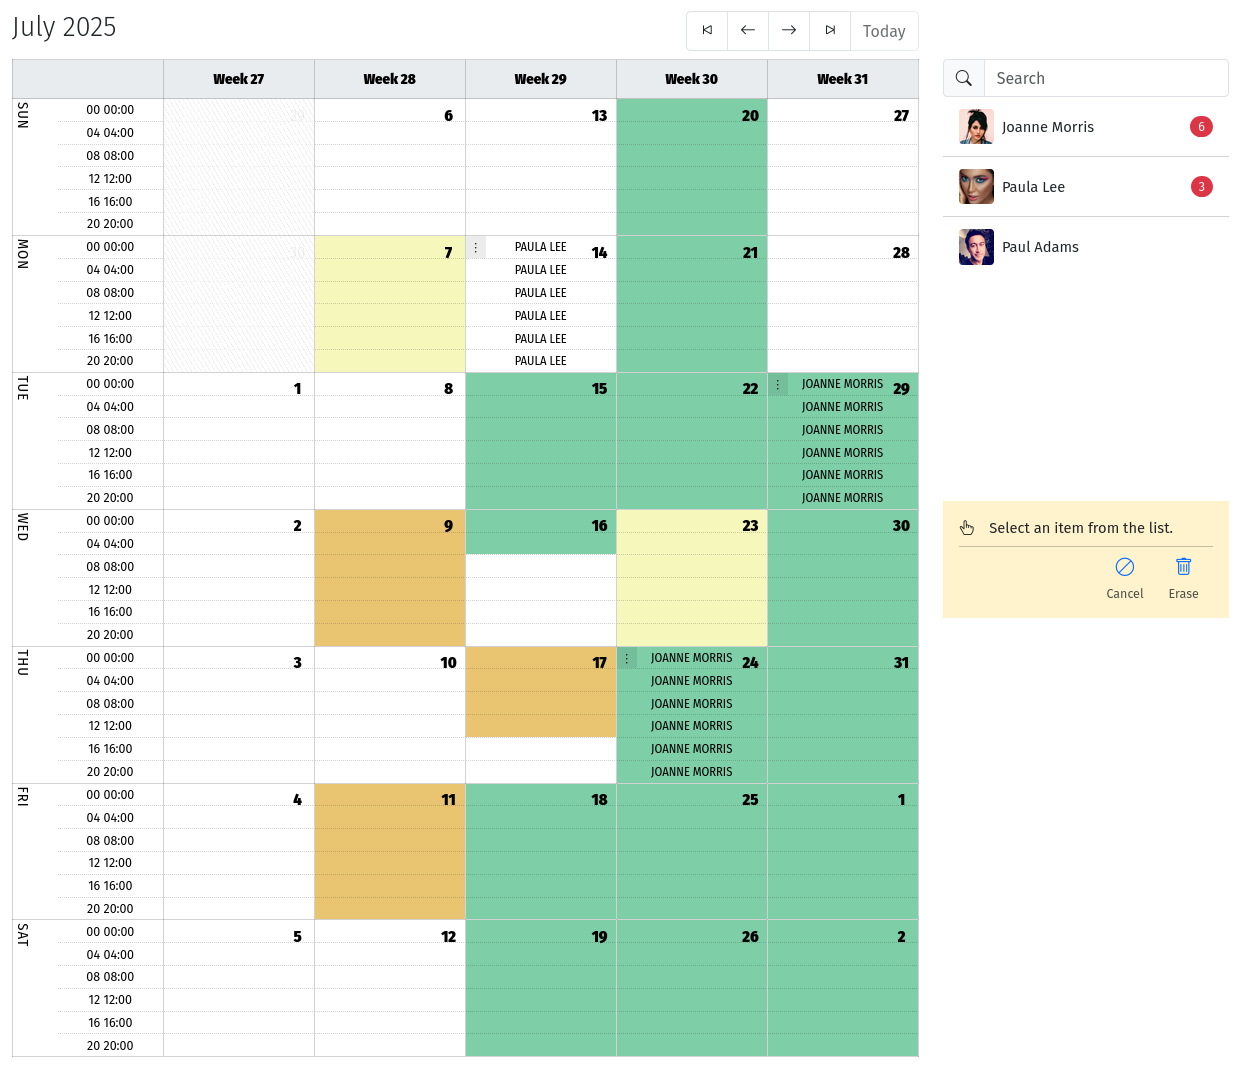 July 2025
Today
Week 27 Week 28 Week 29 Week 30 Week 31
Search
Joanne Morris 6
Paula Lee 3
Paul Adams
SUN
00 00:00 29 6 13 20 27
04 04:00
08 08:00
12 12:00
16 16:00
20 20:00
MON
00 00:00 30 7 PAULA LEE 14 21 28
04 04:00 PAULA LEE
08 08:00 PAULA LEE
12 12:00 PAULA LEE
16 16:00 PAULA LEE
20 20:00 PAULA LEE
TUE
00 00:00 1 8 15 22 JOANNE MORRIS 29
04 04:00 JOANNE MORRIS
08 08:00 JOANNE MORRIS
12 12:00 JOANNE MORRIS
16 16:00 JOANNE MORRIS
20 20:00 JOANNE MORRIS
WED
00 00:00 2 9 16 23 30
04 04:00
08 08:00
12 12:00
16 16:00
20 20:00
THU
00 00:00 3 10 17 JOANNE MORRIS 24 31
04 04:00 JOANNE MORRIS
08 08:00 JOANNE MORRIS
12 12:00 JOANNE MORRIS
16 16:00 JOANNE MORRIS
20 20:00 JOANNE MORRIS
FRI
00 00:00 4 11 18 25 1
04 04:00
08 08:00
12 12:00
16 16:00
20 20:00
SAT
00 00:00 5 12 19 26 2
04 04:00
08 08:00
12 12:00
16 16:00
20 20:00
Select an item from the list.
Cancel Erase